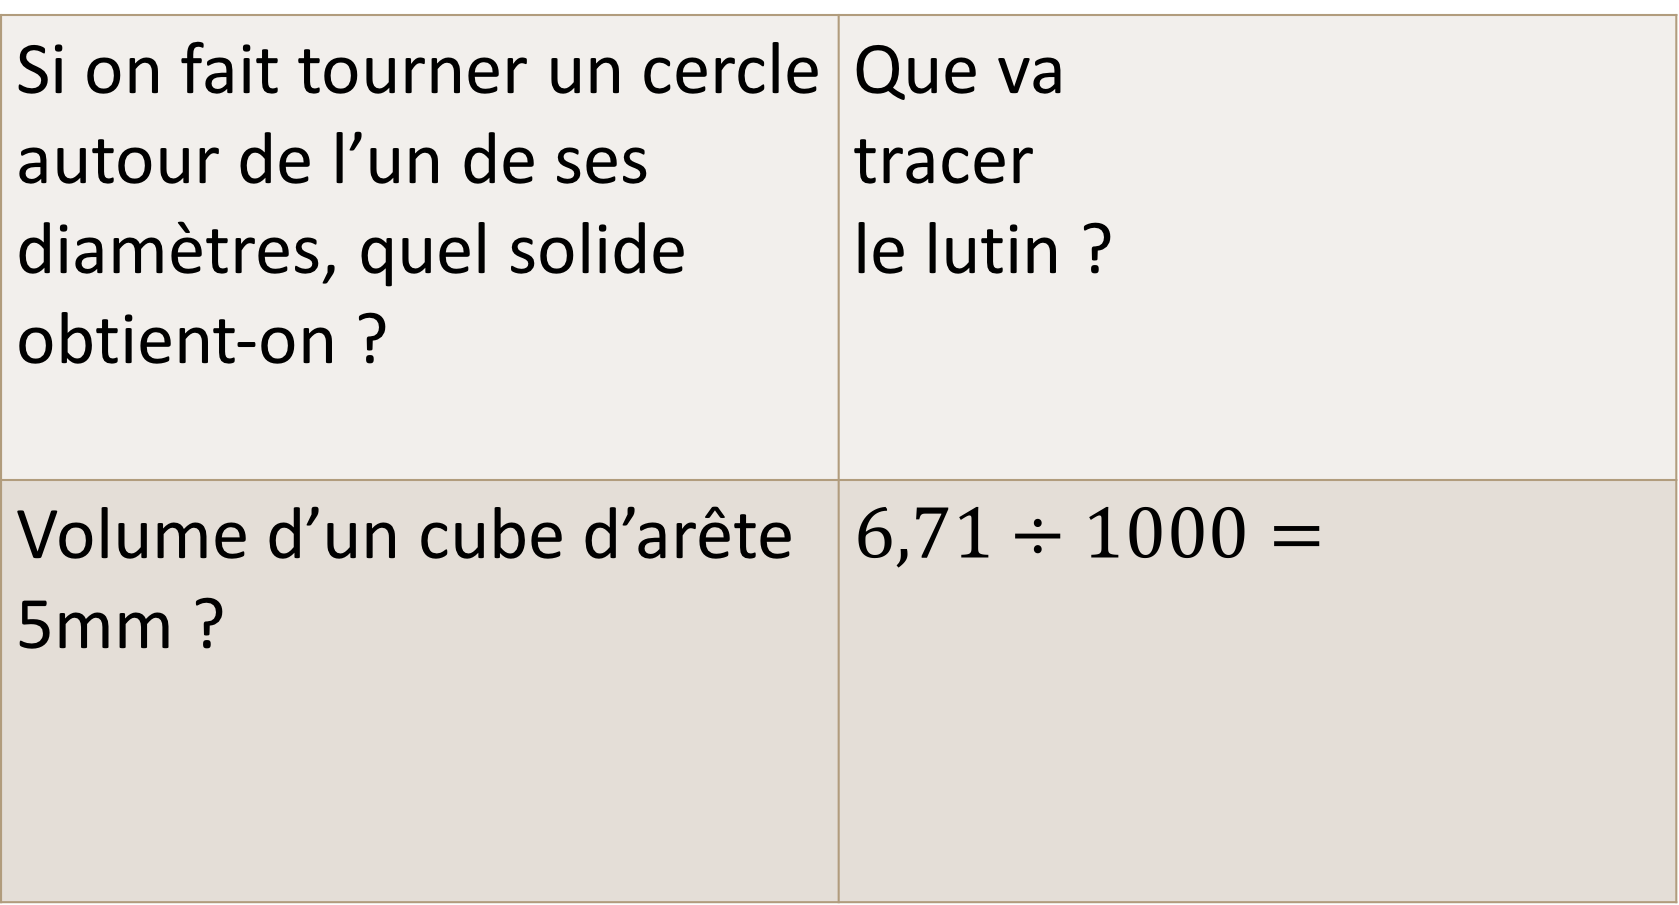 Si on fait tourner un cercle
autour de l’un de ses
diamètres, quel solide
obtient-on ?
Que va
tracer
le lutin ?
Volume d’un cube d’arête
5mm ?
6,71 ÷ 1000 =